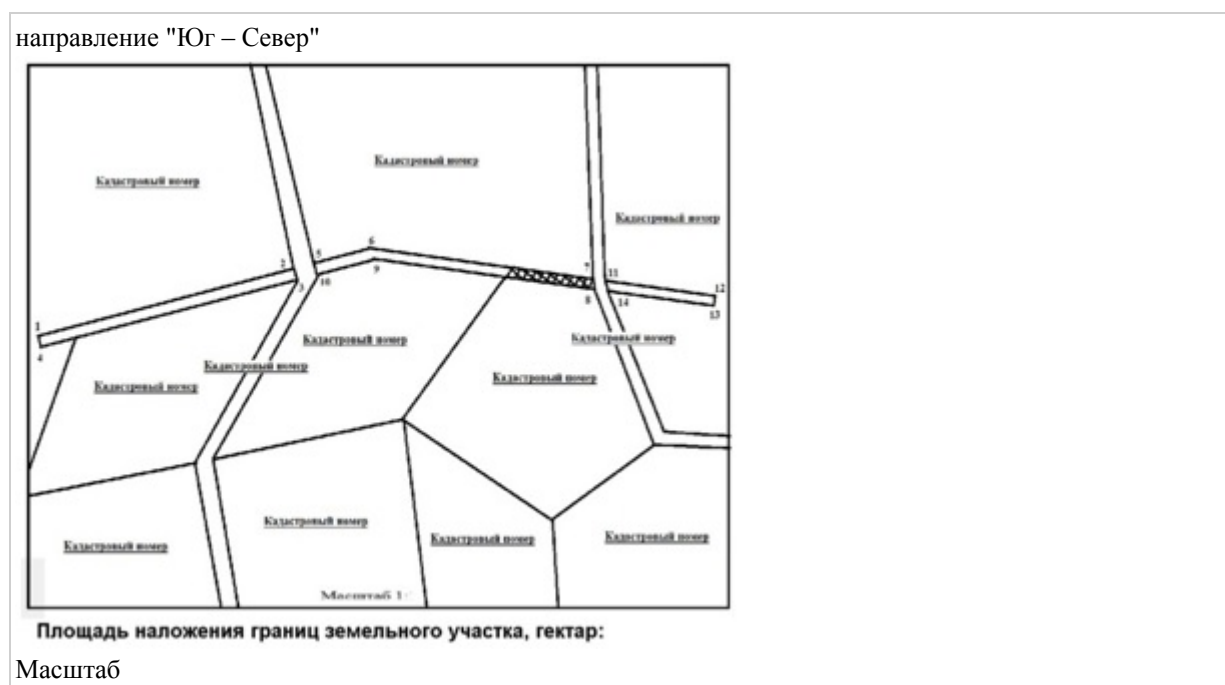 направление "Юг – Север"
Кадастровый номер
Кадастровый номер
Кадастровый номер
6
5
2
7
11
12
9
10
3
8
14
13
1
4
Кадастровый номер
Кадастровый номер
Кадастровый номер
Кадастровый номер
Кадастровый номер
Кадастровый номер
Кадастровый номер
Кадастровый номер
Кадастровый номер
Масштаб 1:
Площадь наложения границ земельного участка, гектар:
Масштаб